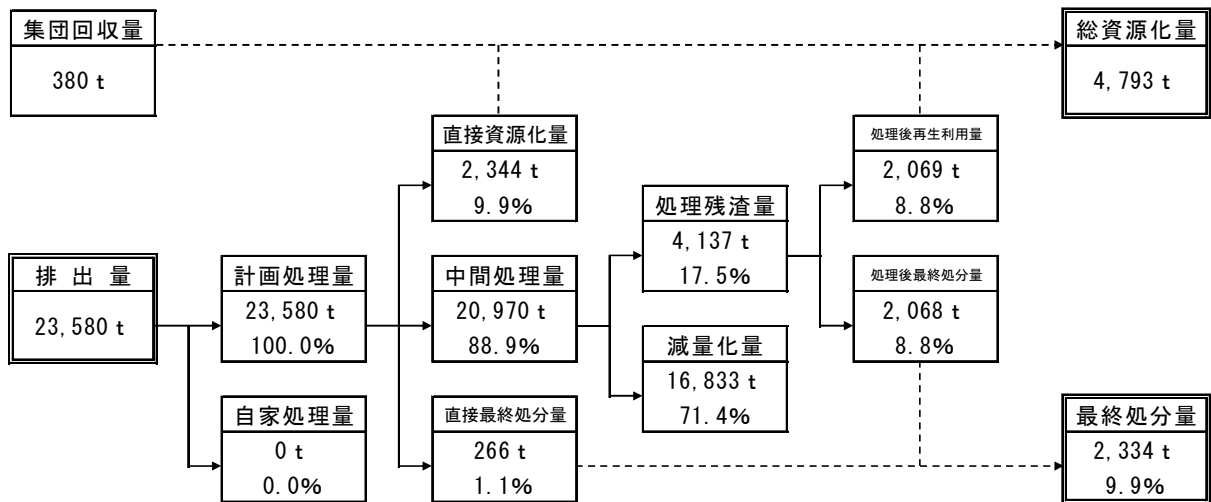 集団回収量
380 t
総資源化量
4,793 t
直接資源化量
2,344 t
9.9%
処理後再生利用量
2,069 t
8.8%
処理残渣量
4,137 t
17.5%
排出量
23,580 t
計画処理量
23,580 t
100.0%
中間処理量
20,970 t
88.9%
処理後最終処分量
2,068 t
8.8%
減量化量
16,833 t
71.4%
自家処理量
0 t
0.0%
直接最終処分量
266 t
1.1%
最終処分量
2,334 t
9.9%